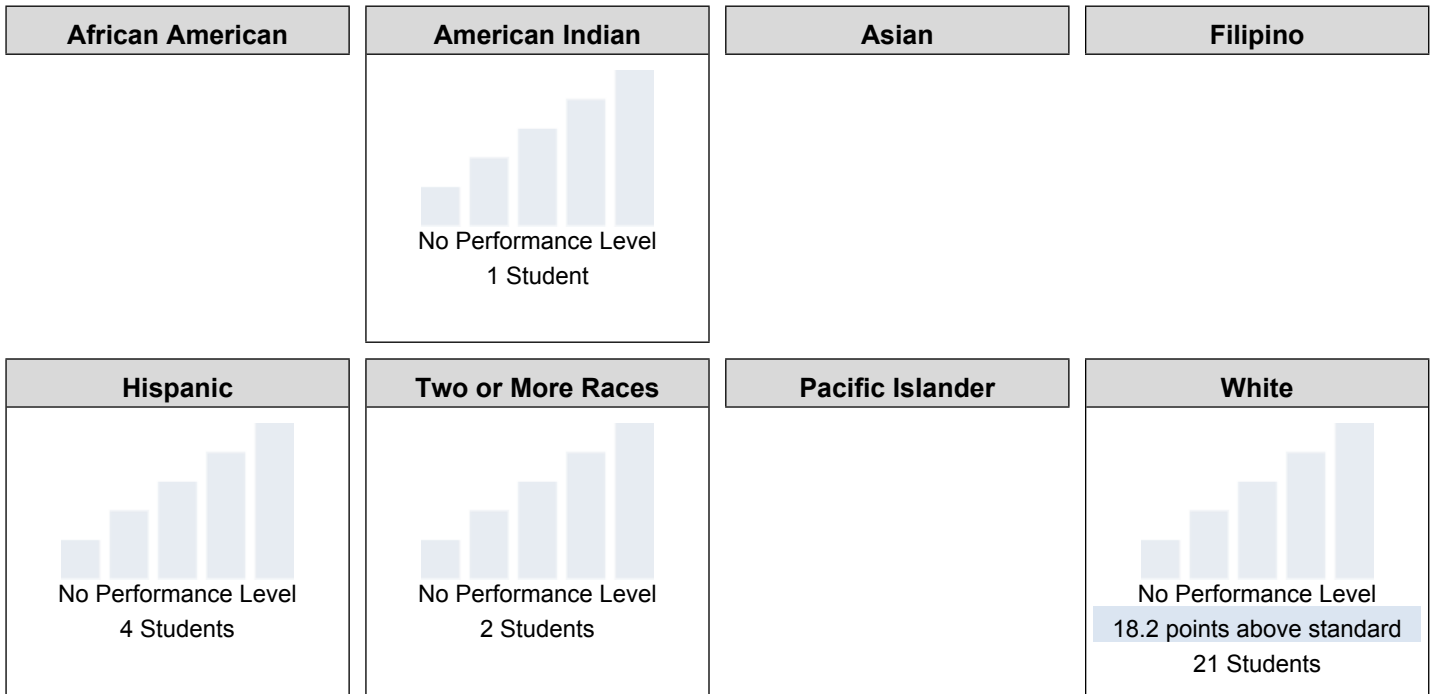 African American
American Indian
Asian
Filipino
No Performance Level
1 Student
Hispanic
Two or More Races
Pacific Islander
White
No Performance Level
4 Students
No Performance Level
2 Students
No Performance Level
18.2 points above standard
21 Students